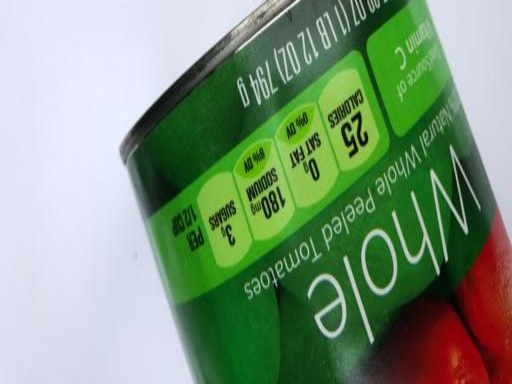 Whole
Natural Whole Peeled Tomatoes
Source of
Vitamin C
25
CALORIES
0g
SAT FAT
0% DV
180mg
SODIUM
8% DV
3g
SUGARS
PER
1/2 CUP
OZ (1 LB 12 OZ) 794 g